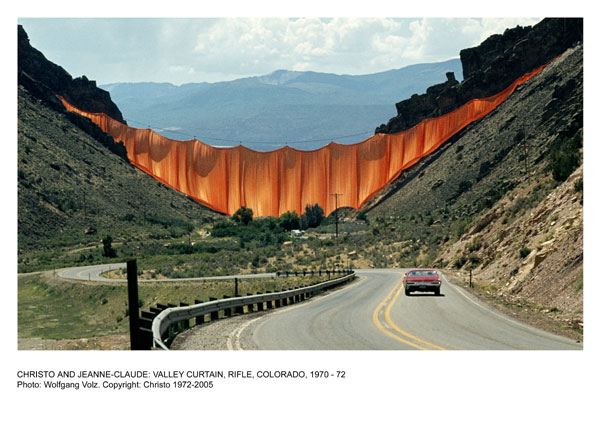 CHRISTO AND JEANNE-CLAUDE: VALLEY CURTAIN, RIFLE, COLORADO, 1970 - 72
Photo: Wolfgang Volz. Copyright: Christo 1972-2005